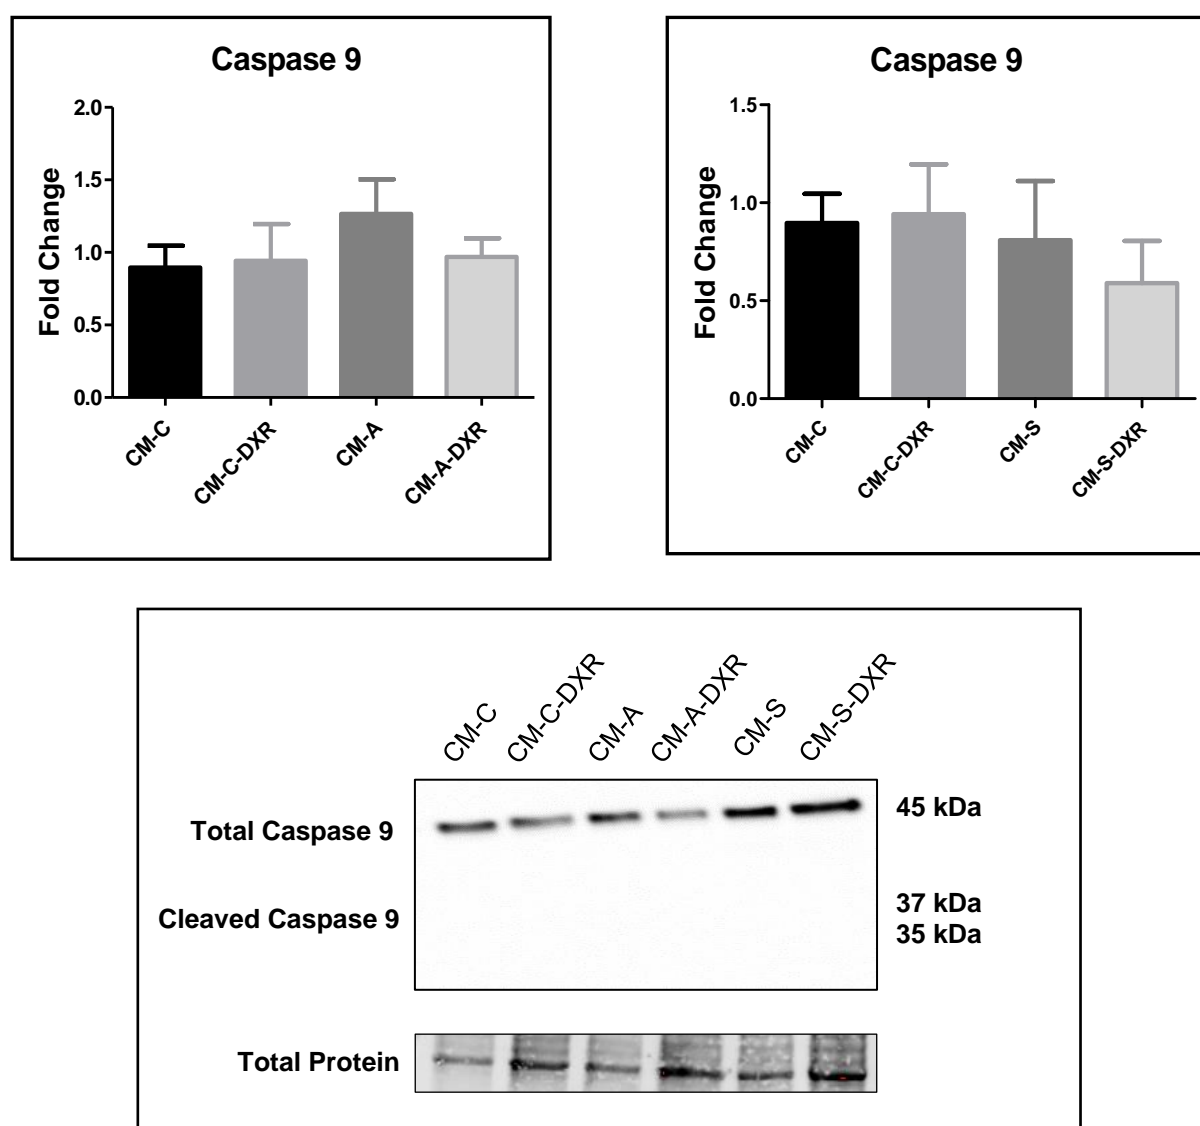 Caspase 9
2.0
1.5
1.0
0.5
0.0
Fold Change
CM-C
CM-C-DXR
CM-A
CM-A-DXR
Caspase 9
1.5
1.0
0.5
0.0
Fold Change
CM-C
CM-C-DXR
CM-S
CM-S-DXR
CM-C
CM-C-DXR
CM-A
CM-A-DXR
CM-S
CM-S-DXR
Total Caspase 9
45 kDa
Cleaved Caspase 9
37 kDa
35 kDa
Total Protein